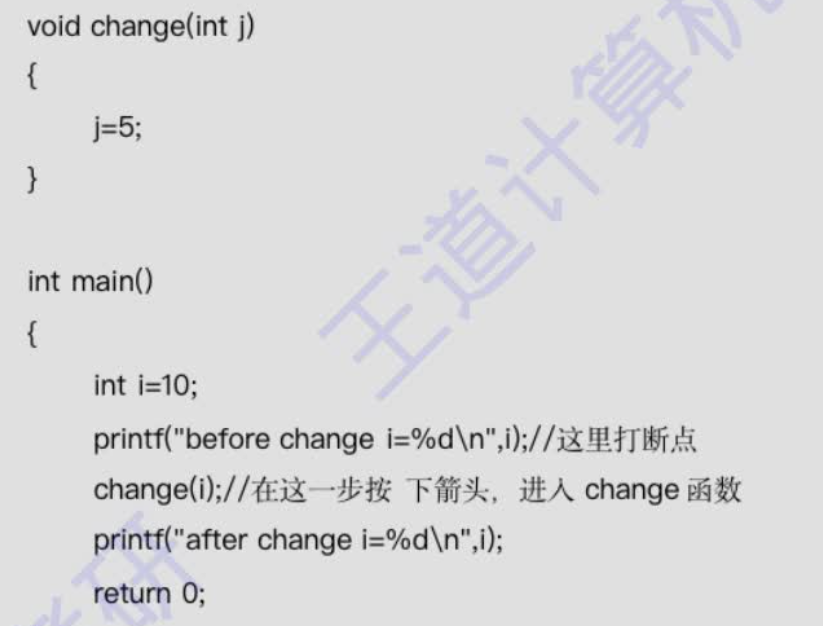 void change(int j)
{
j=5;
}
int main()
{
int i=10;
printf("before change i=%d\n",i);//这里打断点
change(i);//在这一步按 下箭头，进入 change 函数
printf("after change i=%d\n",i);
return 0;
王道计算机
考研